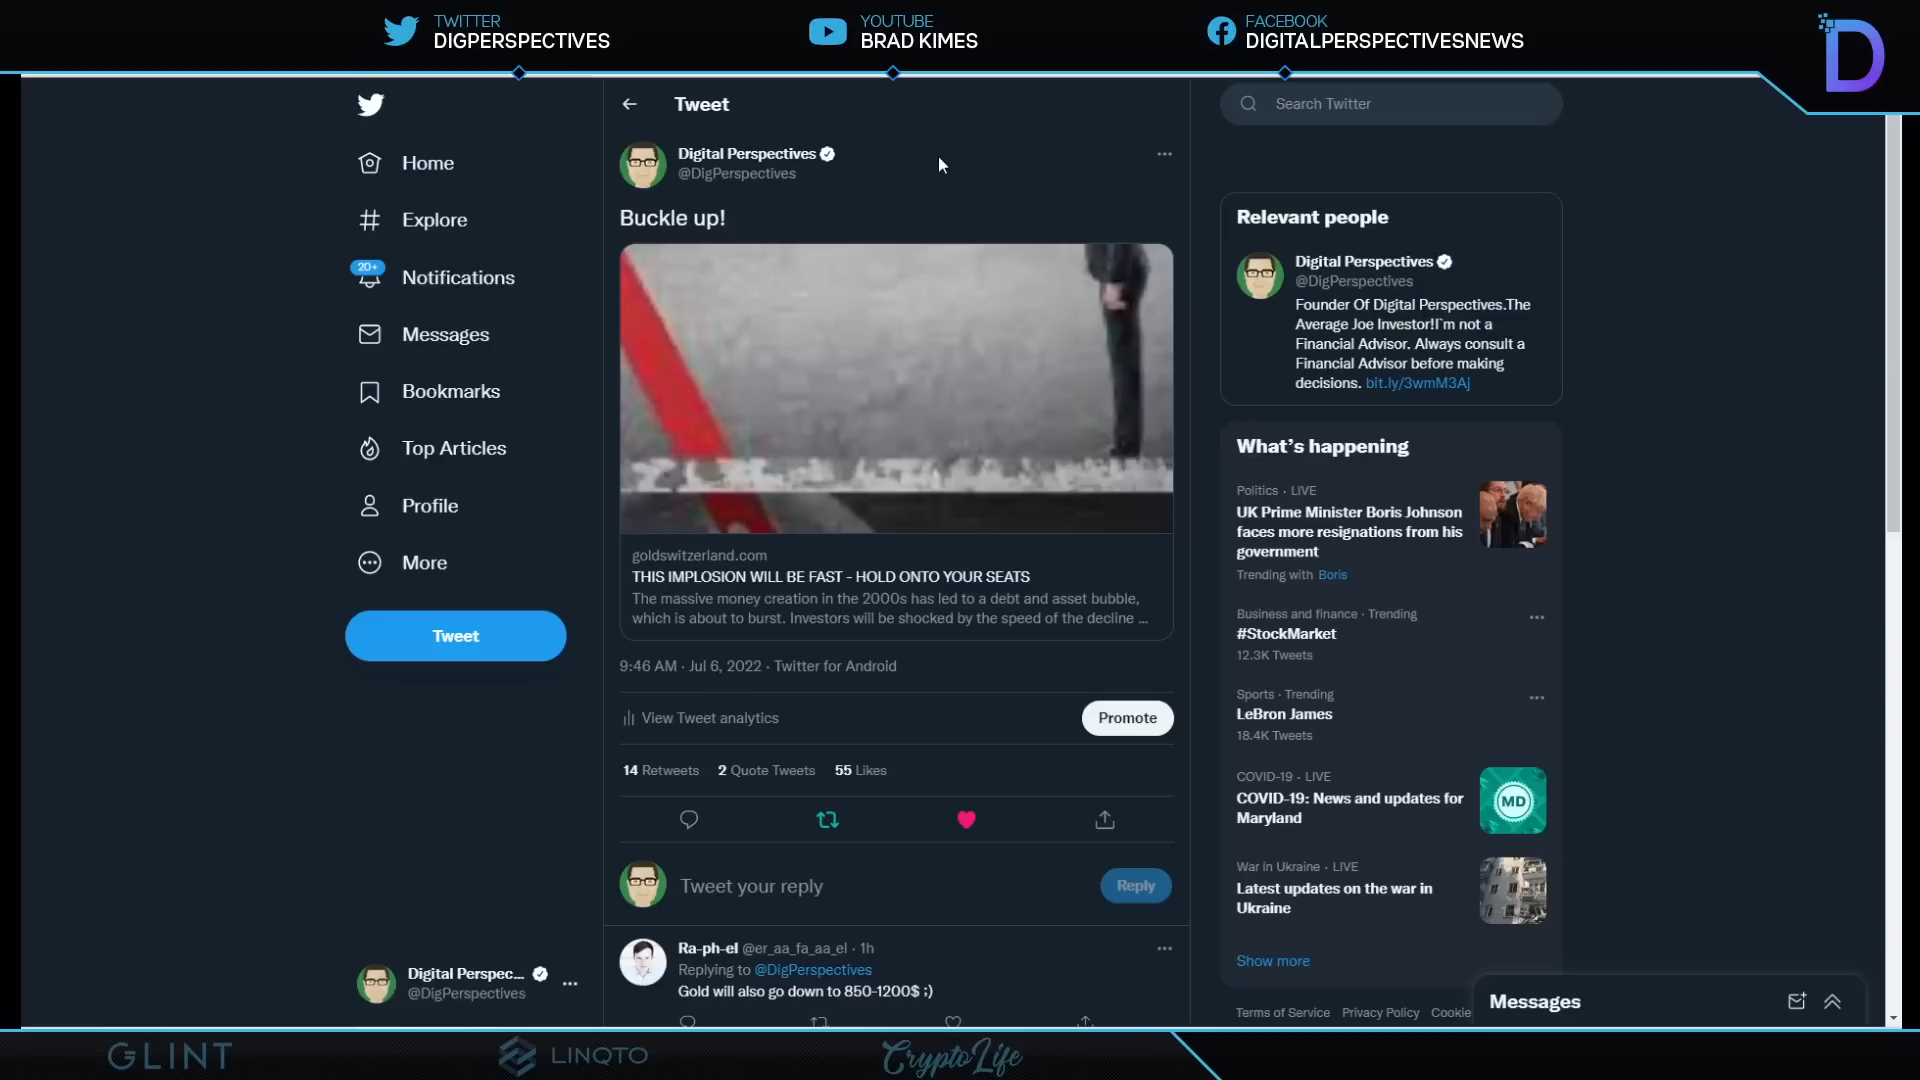 TWITTER
DIGPERSPECTIVES
YOUTUBE
BRAD KIMES
FACEBOOK
DIGITALPERSPECTIVESNEWS
D
Home
Explore
20+
Notifications
Messages
Bookmarks
Top Articles
Profile
More
Tweet
Digital Perspec...
@DigPerspectives
Tweet
Digital Perspectives
@DigPerspectives
Buckle up!
goldswitzerland.com
THIS IMPLOSION WILL BE FAST - HOLD ONTO YOUR SEATS
The massive money creation in the 2000s has led to a debt and asset bubble,
which is about to burst. Investors will be shocked by the speed of the decline ...
9:46 AM · Jul 6, 2022 · Twitter for Android
View Tweet analytics
Promote
14 Retweets 2 Quote Tweets 55 Likes
Tweet your reply
Reply
Ra-ph-el @er_aa_fa_aa_el · 1h
Replying to @DigPerspectives
Gold will also go down to 850-1200$ ;)
Search Twitter
Relevant people
Digital Perspectives
@DigPerspectives
Founder Of Digital Perspectives.The
Average Joe Investor!I`m not a
Financial Advisor. Always consult a
Financial Advisor before making
decisions. bit.ly/3wmM3Aj
What's happening
Politics · LIVE
UK Prime Minister Boris Johnson
faces more resignations from his
government
Trending with Boris
Business and finance · Trending
#StockMarket
12.3K Tweets
Sports · Trending
LeBron James
18.4K Tweets
COVID-19 · LIVE
COVID-19: News and updates for
Maryland
MD
War in Ukraine · LIVE
Latest updates on the war in
Ukraine
Show more
Terms of Service Privacy Policy Cookie
Messages
GLINT
LINQTO
CryptoLife